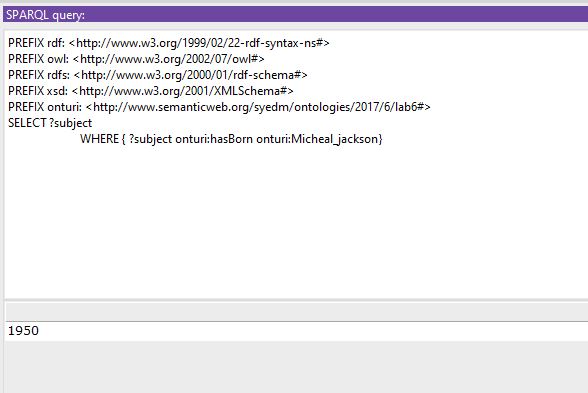 SPARQL query:
PREFIX rdf: <http://www.w3.org/1999/02/22-rdf-syntax-ns#>
PREFIX owl: <http://www.w3.org/2002/07/owl#>
PREFIX rdfs: <http://www.w3.org/2000/01/rdf-schema#>
PREFIX xsd: <http://www.w3.org/2001/XMLSchema#>
PREFIX onturi: <http://www.semanticweb.org/syedm/ontologies/2017/6/lab6#>
SELECT ?subject
WHERE { ?subject onturi:hasBorn onturi:Micheal_jackson}
1950